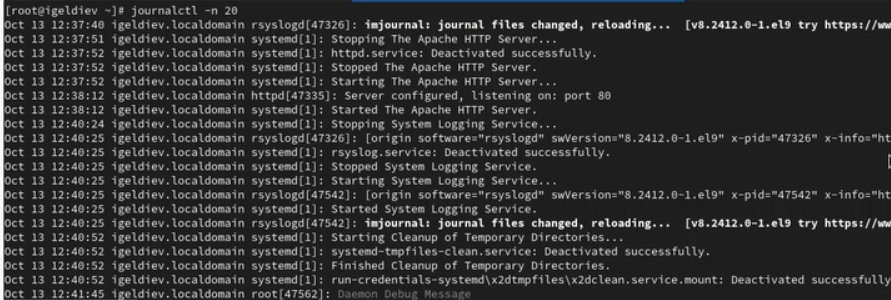 [root@igeldiev ~]# journalctl -n 20
Oct 13 12:37:40 igeldiev.localdomain rsyslogd[47326]: imjournal: journal files changed, reloading...  [v8.2412.0-1.el9 try https://ww
Oct 13 12:37:51 igeldiev.localdomain systemd[1]: Stopping The Apache HTTP Server...
Oct 13 12:37:52 igeldiev.localdomain systemd[1]: httpd.service: Deactivated successfully.
Oct 13 12:37:52 igeldiev.localdomain systemd[1]: Stopped The Apache HTTP Server.
Oct 13 12:37:52 igeldiev.localdomain systemd[1]: Starting The Apache HTTP Server...
Oct 13 12:38:12 igeldiev.localdomain httpd[47335]: Server configured, listening on: port 80
Oct 13 12:38:12 igeldiev.localdomain systemd[1]: Started The Apache HTTP Server.
Oct 13 12:40:24 igeldiev.localdomain systemd[1]: Stopping System Logging Service...
Oct 13 12:40:25 igeldiev.localdomain rsyslogd[47326]: [origin software="rsyslogd" swVersion="8.2412.0-1.el9" x-pid="47326" x-info="ht
Oct 13 12:40:25 igeldiev.localdomain systemd[1]: rsyslog.service: Deactivated successfully.
Oct 13 12:40:25 igeldiev.localdomain systemd[1]: Stopped System Logging Service.
Oct 13 12:40:25 igeldiev.localdomain systemd[1]: Starting System Logging Service...
Oct 13 12:40:25 igeldiev.localdomain rsyslogd[47542]: [origin software="rsyslogd" swVersion="8.2412.0-1.el9" x-pid="47542" x-info="ht
Oct 13 12:40:25 igeldiev.localdomain systemd[1]: Started System Logging Service.
Oct 13 12:40:25 igeldiev.localdomain rsyslogd[47542]: imjournal: journal files changed, reloading...  [v8.2412.0-1.el9 try https://ww
Oct 13 12:40:52 igeldiev.localdomain systemd[1]: Starting Cleanup of Temporary Directories...
Oct 13 12:40:52 igeldiev.localdomain systemd[1]: systemd-tmpfiles-clean.service: Deactivated successfully.
Oct 13 12:40:52 igeldiev.localdomain systemd[1]: Finished Cleanup of Temporary Directories.
Oct 13 12:40:52 igeldiev.localdomain systemd[1]: run-credentials-systemd\x2dtmpfiles\x2dclean.service.mount: Deactivated successfully
Oct 13 12:41:45 igeldiev.localdomain root[47562]: Daemon Debug Message